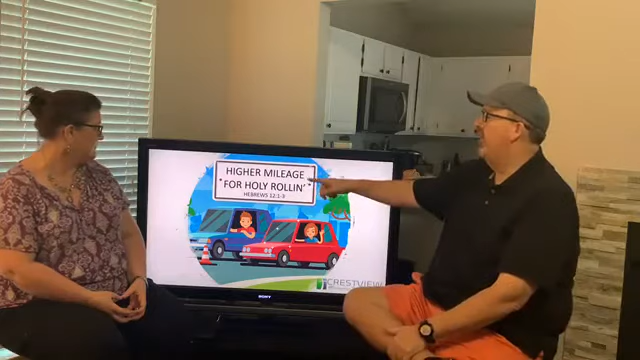 HIGHER MILEAGE
FOR HOLY ROLLIN'
HEBREWS 12:1-3
CRESTVIEW
SONY